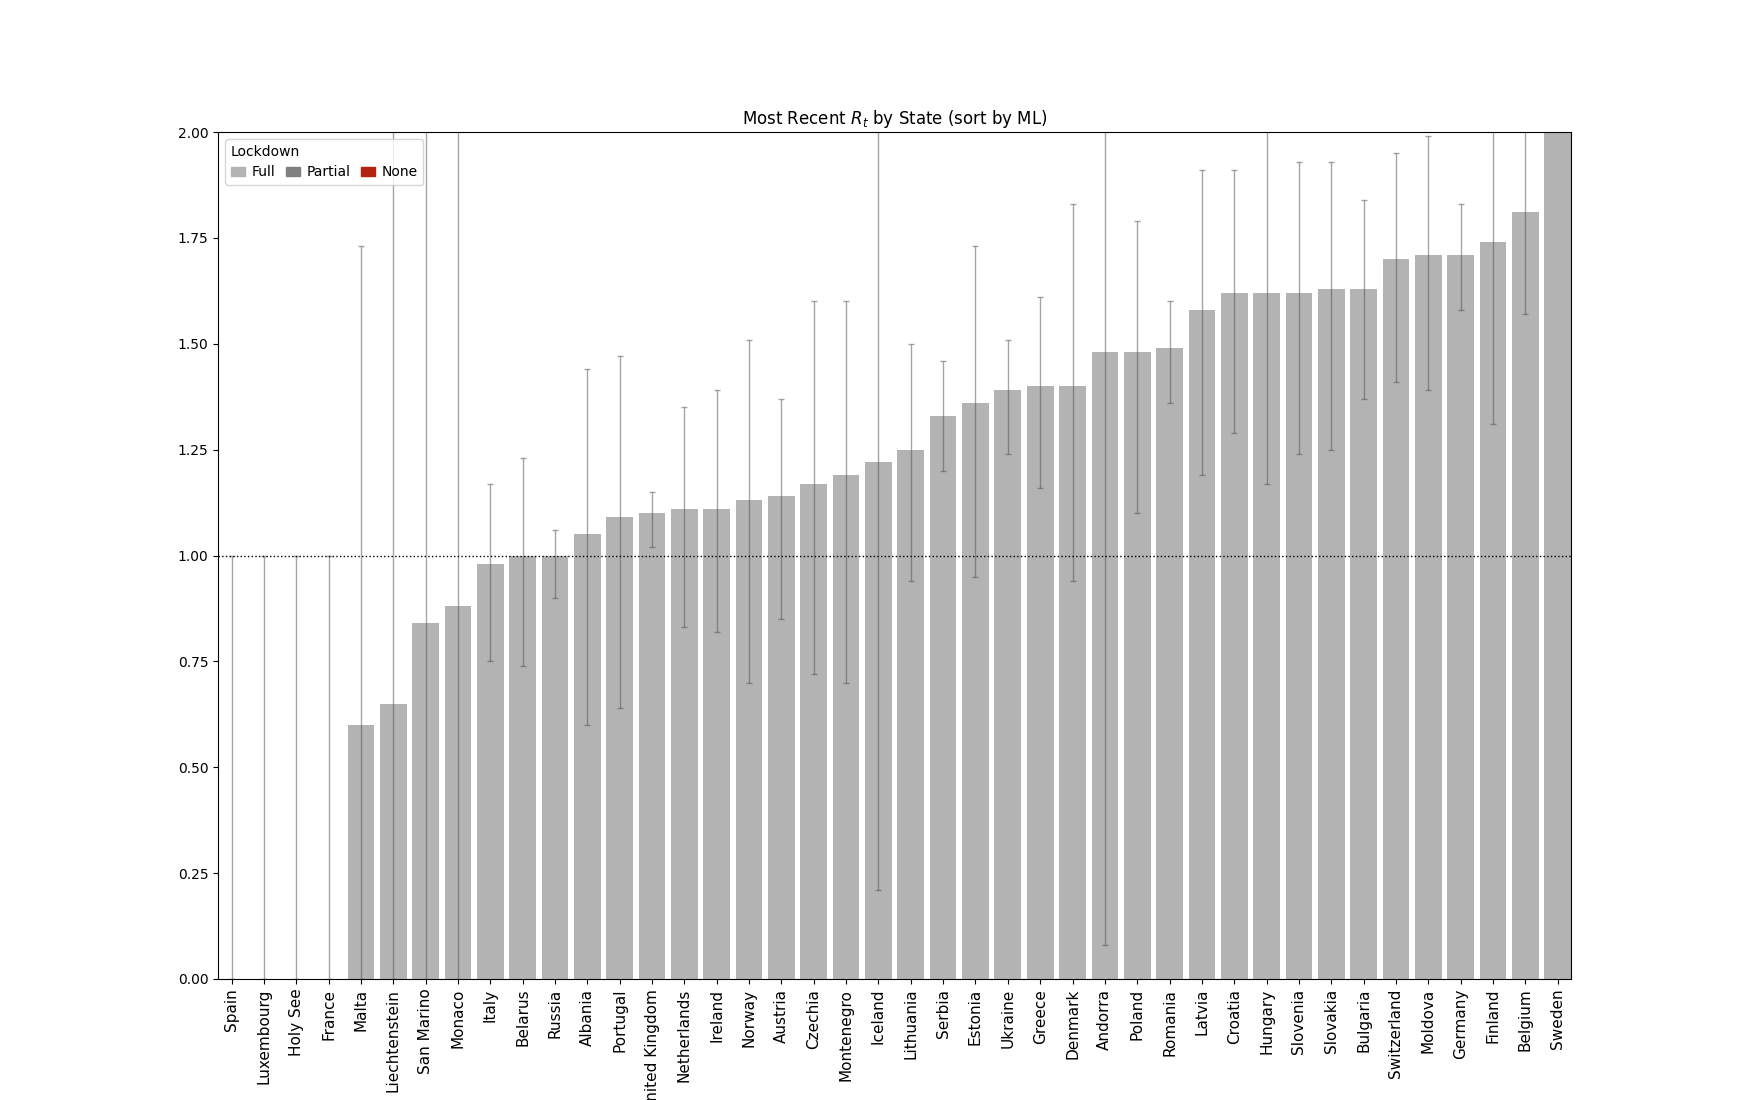 Most Recent Rt by State (sort by ML)
Lockdown
Full Partial None
2.00
1.75
1.50
1.25
1.00
0.75
0.50
0.25
0.00
Spain
Luxembourg
Holy See
France
Malta
Liechtenstein
San Marino
Monaco
Italy
Belarus
Russia
Albania
Portugal
nited Kingdom
Netherlands
Ireland
Norway
Austria
Czechia
Montenegro
Iceland
Lithuania
Serbia
Estonia
Ukraine
Greece
Denmark
Andorra
Poland
Romania
Latvia
Croatia
Hungary
Slovenia
Slovakia
Bulgaria
Switzerland
Moldova
Germany
Finland
Belgium
Sweden